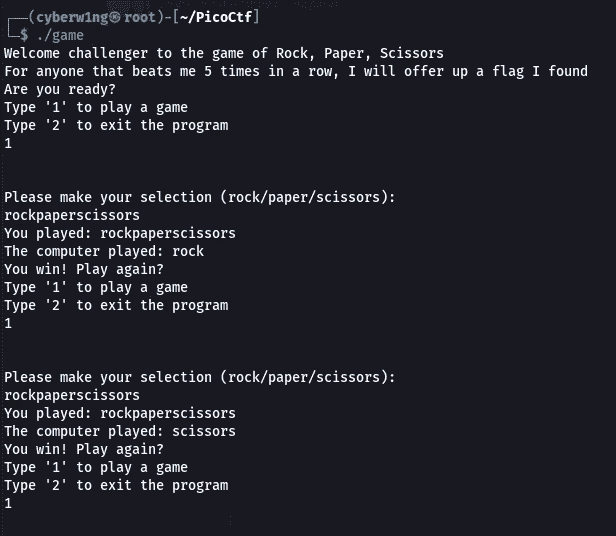 ┌──(cyberw1ng㉿root)-[~/PicoCtf]
└─$ ./game
Welcome challenger to the game of Rock, Paper, Scissors
For anyone that beats me 5 times in a row, I will offer up a flag I found
Are you ready?
Type '1' to play a game
Type '2' to exit the program
1
Please make your selection (rock/paper/scissors):
rockpaperscissors
You played: rockpaperscissors
The computer played: rock
You win! Play again?
Type '1' to play a game
Type '2' to exit the program
1
Please make your selection (rock/paper/scissors):
rockpaperscissors
You played: rockpaperscissors
The computer played: scissors
You win! Play again?
Type '1' to play a game
Type '2' to exit the program
1